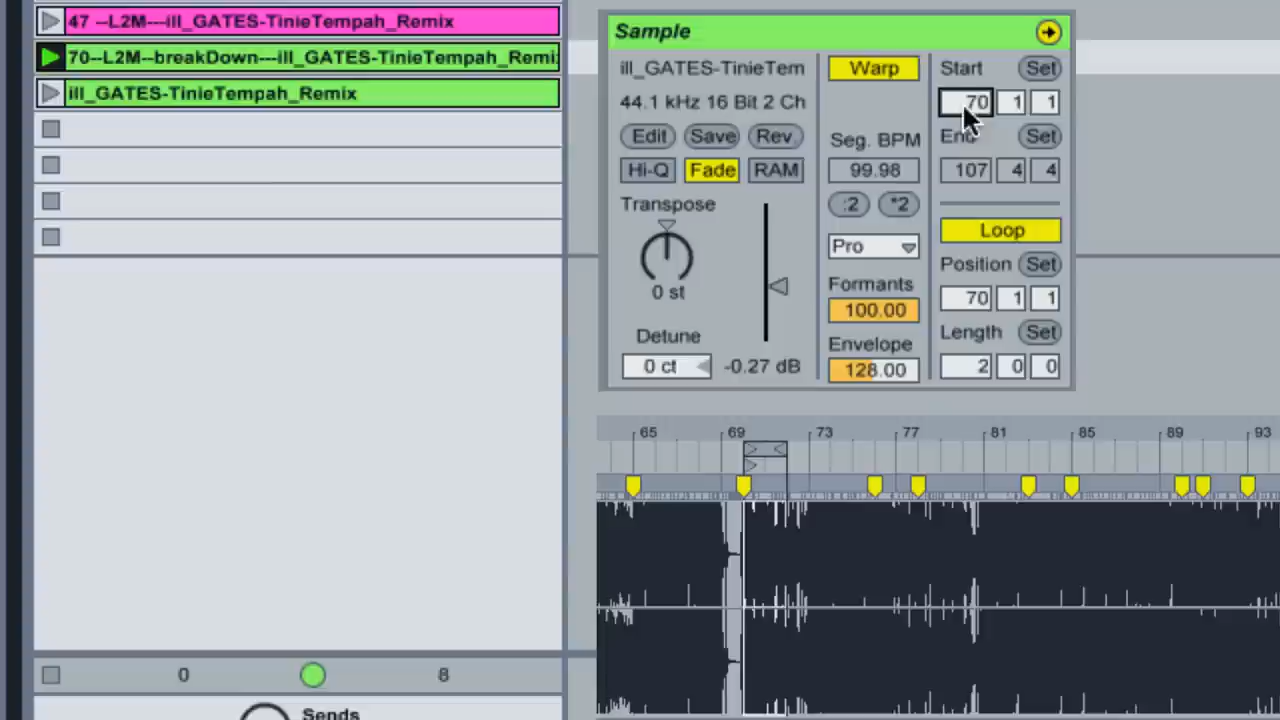 47 --L2M---ill_GATES-TinieTempah_Remix
70--L2M--breakDown---ill_GATES-TinieTempah_Remix
ill_GATES-TinieTempah_Remix
0 8
Sends
Sample
ill_GATES-TinieTem Warp Start Set
44.1 kHz 16 Bit 2 Ch 70 1 1
Edit Save Rev. Seg. BPM End Set
Hi-Q Fade RAM 99.98 107 4 4
Transpose :2 *2 Loop
Pro Position Set
0 st Formants 70 1 1
100.00 Length Set
Detune Envelope
0 ct -0.27 dB 128.00 2 0 0
65 69 73 77 81 85 89 93